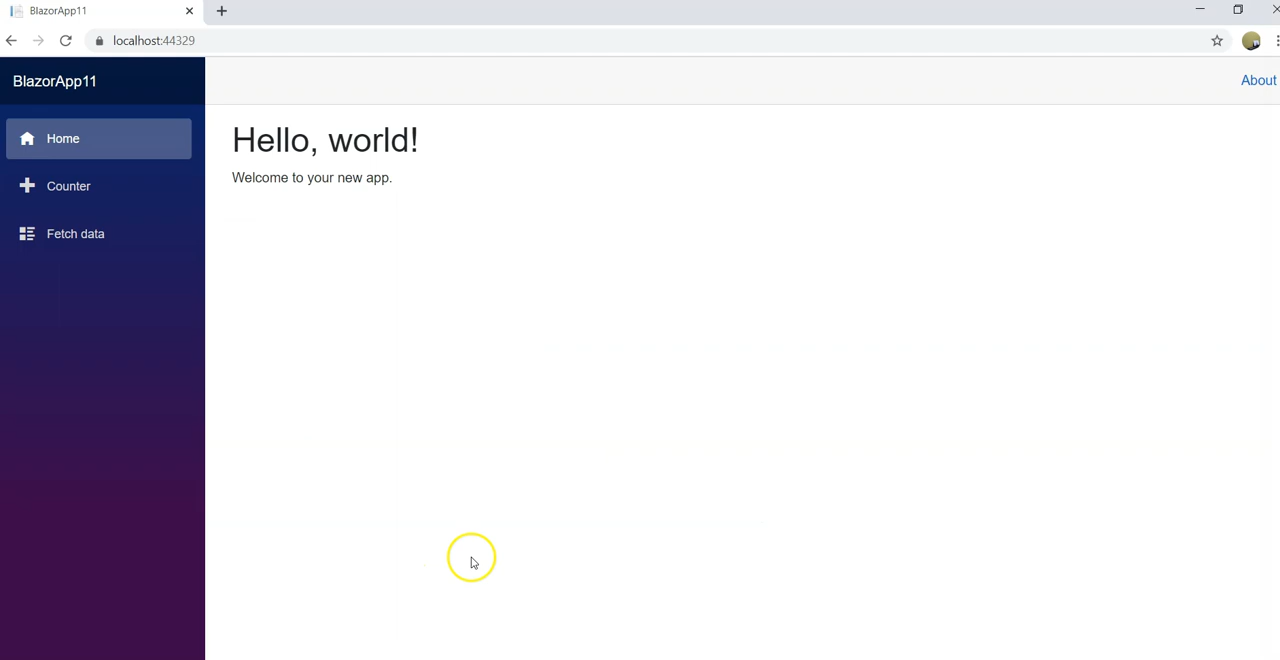 BlazorApp11
localhost:44329
BlazorApp11
About
Home
Hello, world!
Welcome to your new app.
Counter
Fetch data